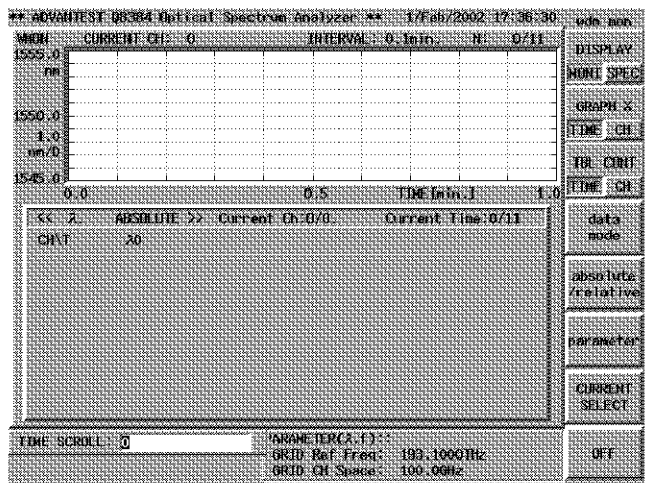 ** ADVANTEST Q8384 Optical Spectrum Analyzer ** 1/Feb/2002 17:36:30
WMON CURRENT CH: 0 INTERVAL: 0.1min. N: 0/11
1555.0
nm
1550.0
1.0
nm/D
1545.0
0.0 0.5 TIME[min.] 1.0
<< λ. ABSOLUTE >> Current Ch:0/0. Current Time:0/11
CH\T λ0
TIME SCROLL: 0
'ARAMETER(λ.f)::
GRID Ref Freq: 193.1000THz
GRID CH Space: 100.0GHz
wdm mon
DISPLAY
MONI SPEC
GRAPH X
TIME CH
TBL CONT
TIME CH
data
mode
absolute
/relative
parameter
CURRENT
SELECT
OFF